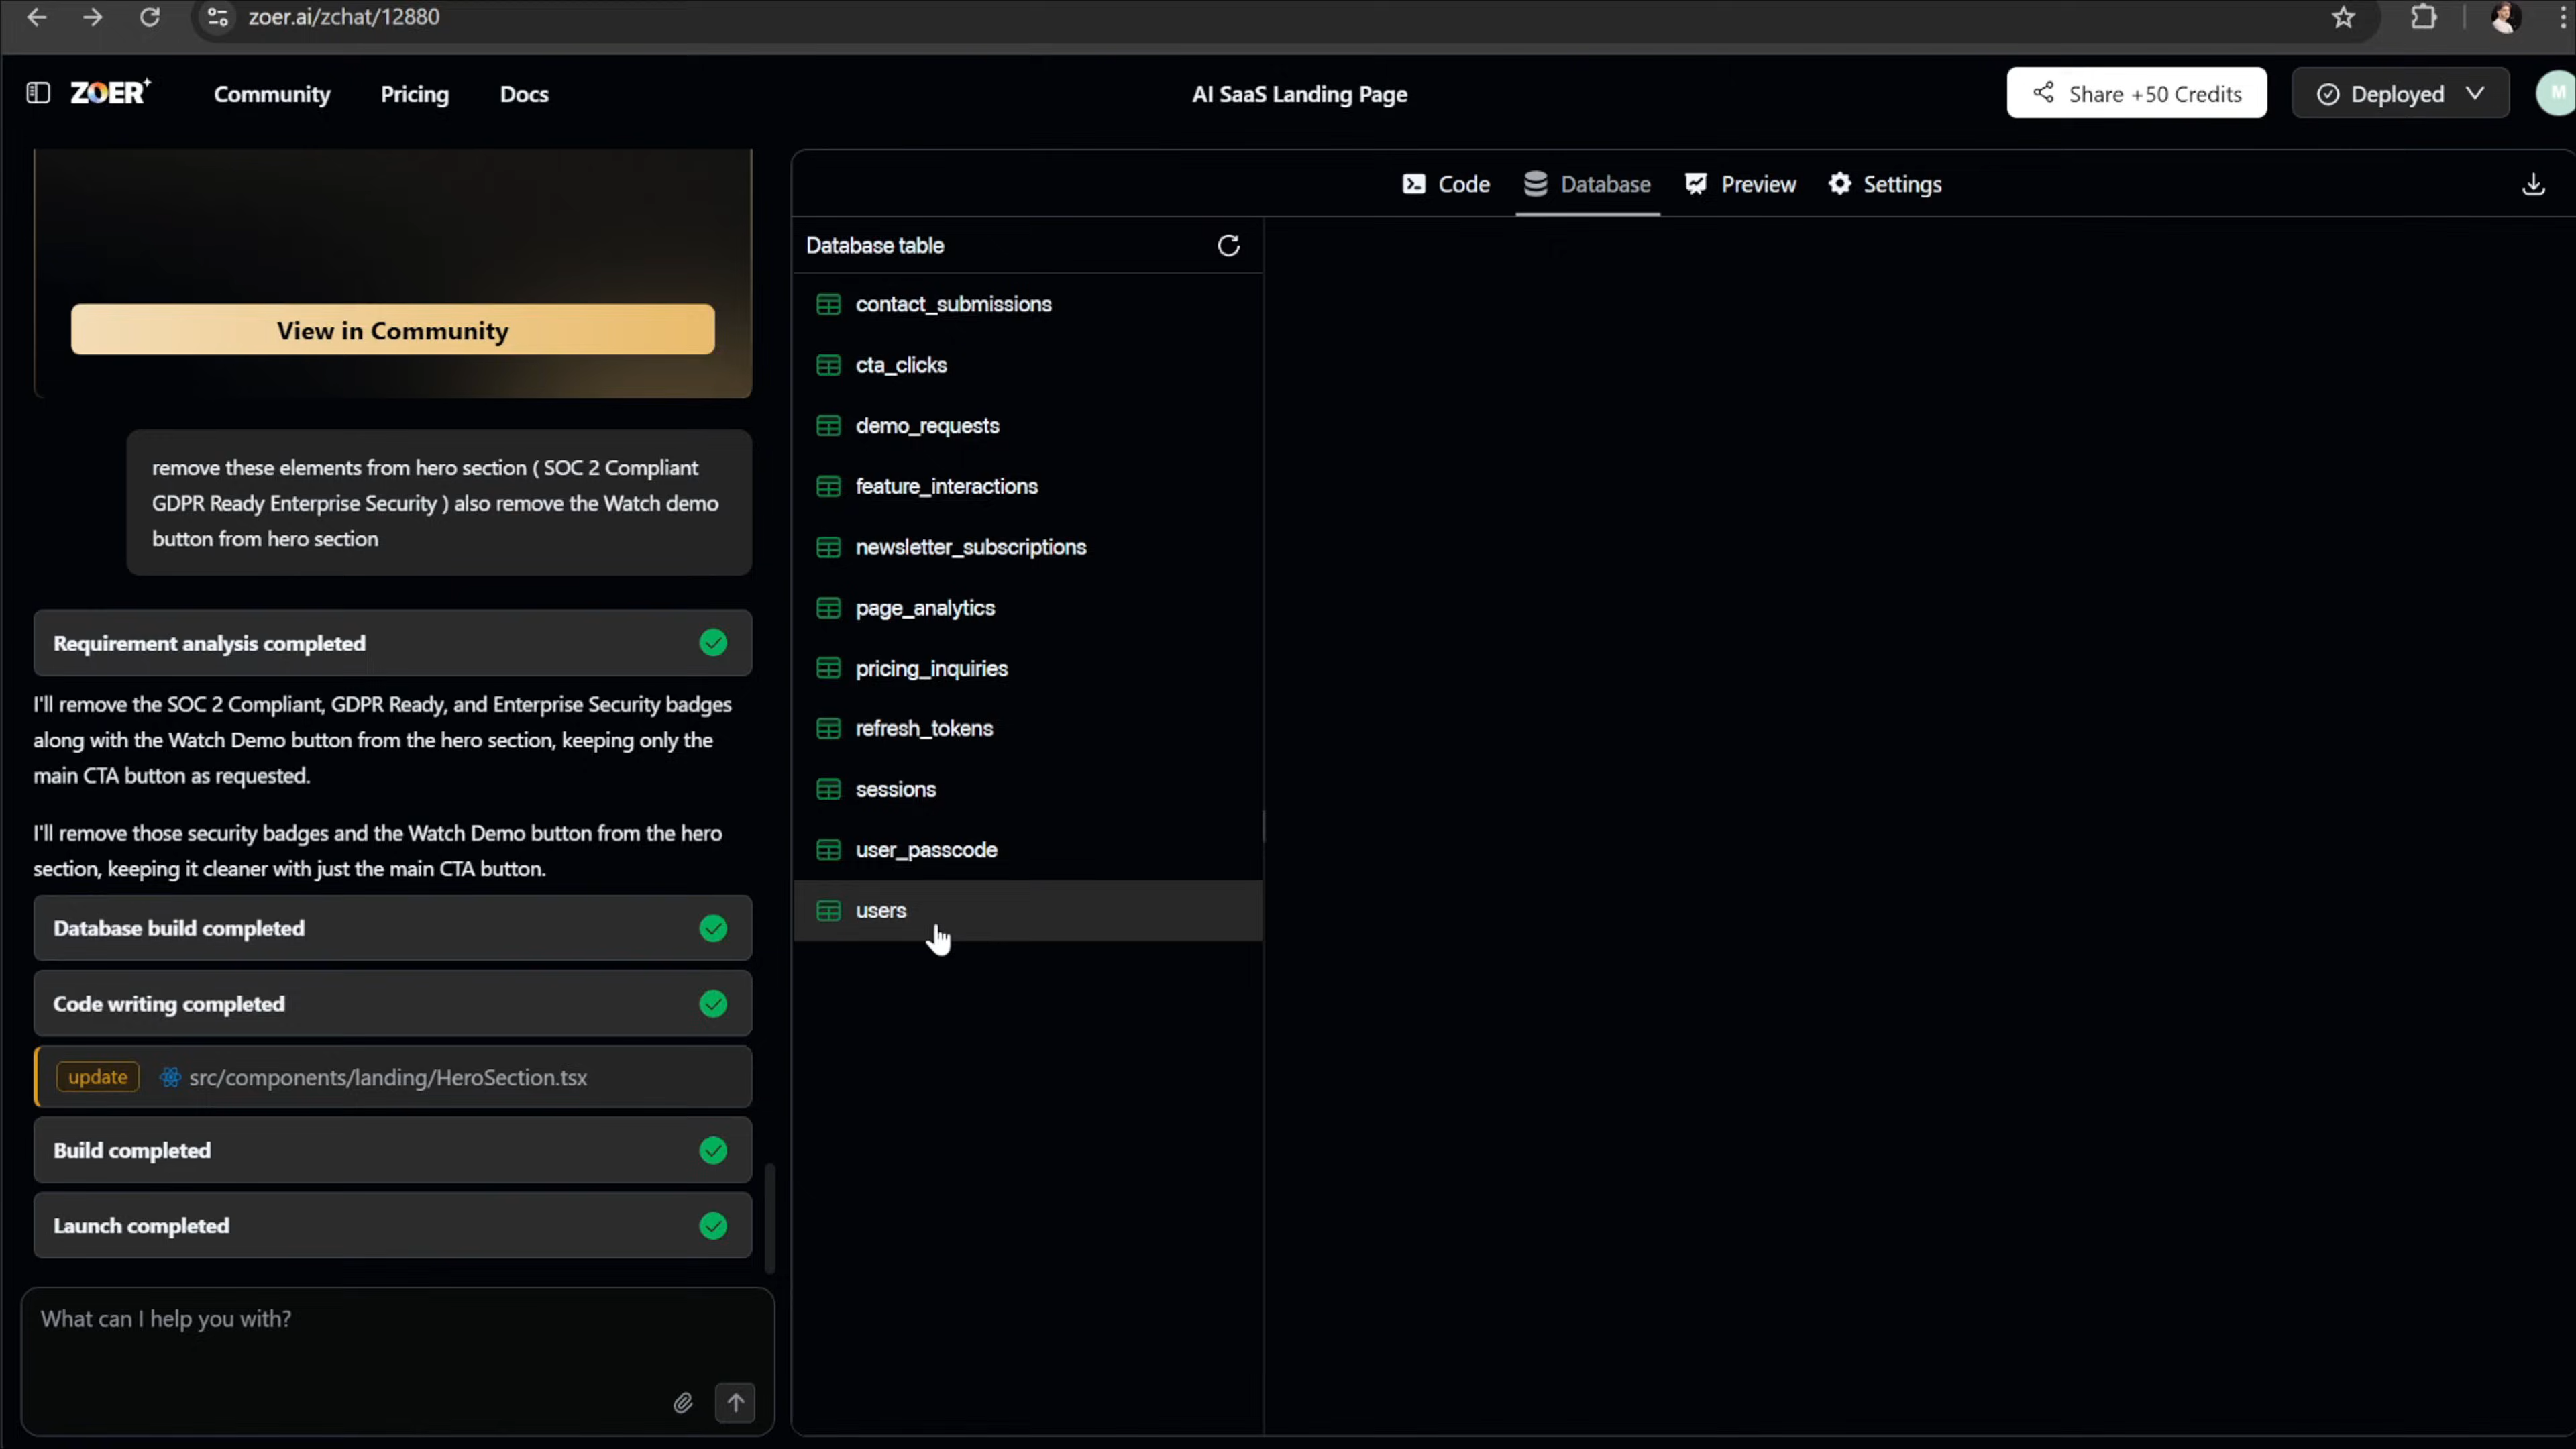 zoer.ai/zchat/12880
ZOER
Community
Pricing
Docs
AI SaaS Landing Page
Share +50 Credits
Deployed
M
View in Community
remove these elements from hero section ( SOC 2 Compliant
GDPR Ready Enterprise Security ) also remove the Watch demo
button from hero section
Requirement analysis completed
I'll remove the SOC 2 Compliant, GDPR Ready, and Enterprise Security badges
along with the Watch Demo button from the hero section, keeping only the
main CTA button as requested.
I'll remove those security badges and the Watch Demo button from the hero
section, keeping it cleaner with just the main CTA button.
Database build completed
Code writing completed
update src/components/landing/HeroSection.tsx
Build completed
Launch completed
What can I help you with?
Code
Database
Preview
Settings
Database table
contact_submissions
cta_clicks
demo_requests
feature_interactions
newsletter_subscriptions
page_analytics
pricing_inquiries
refresh_tokens
sessions
user_passcode
users